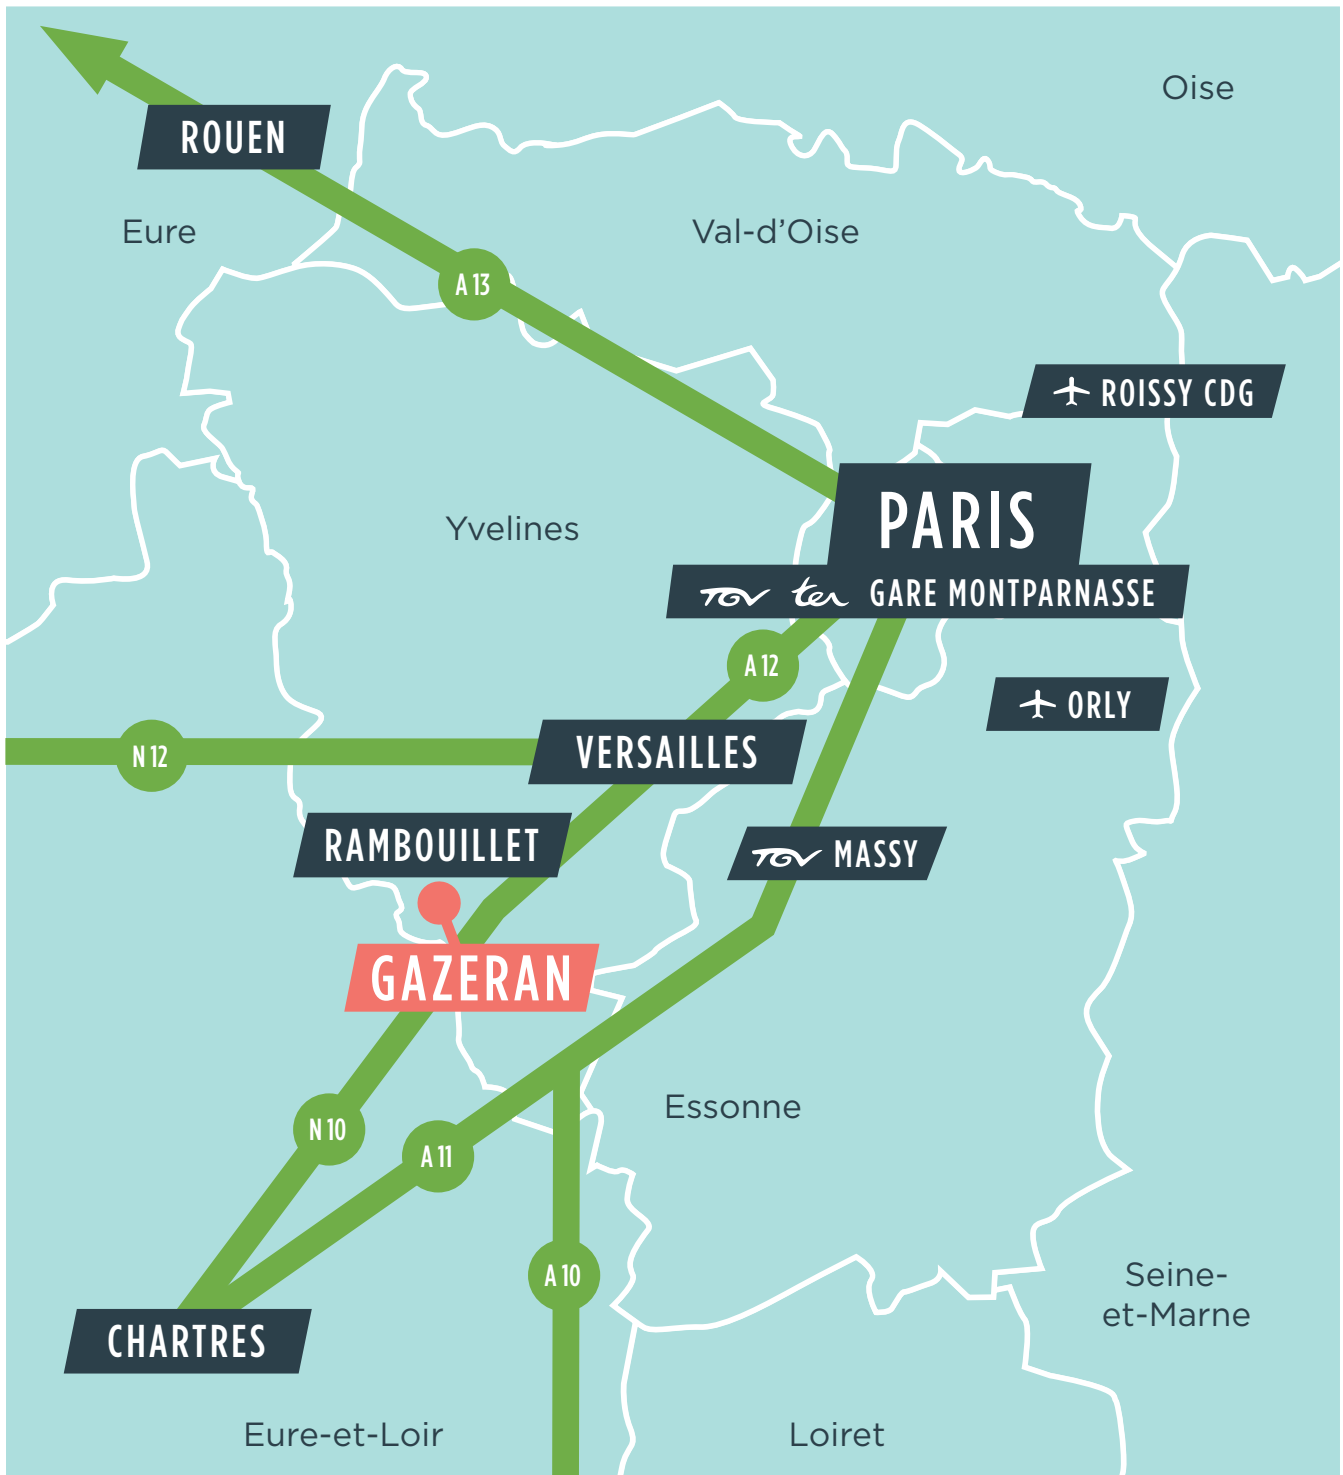 Oise
ROUEN
Eure
Val-d’Oise
A 13
ROISSY CDG
PARIS
Yvelines
TGV ter GARE MONTPARNASSE
A 12
ORLY
N 12
VERSAILLES
RAMBOUILLET
TGV MASSY
GAZERAN
Essonne
N 10
A 11
A 10
Seine-
et-Marne
CHARTRES
Eure-et-Loir
Loiret